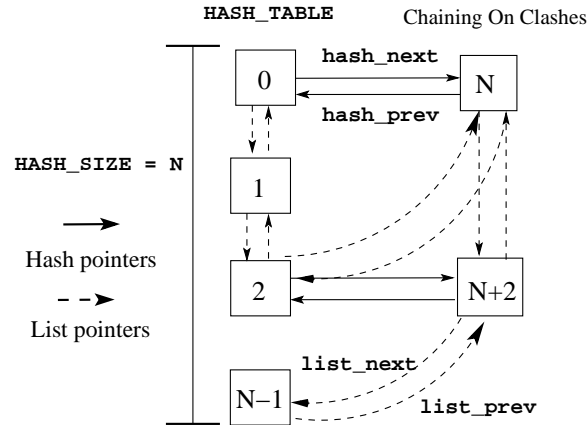 HASH_TABLE
Chaining On Clashes
0
hash_next
N
hash_prev
HASH_SIZE = N
1
Hash pointers
2
N+2
List pointers
list_next
N−1
list_prev